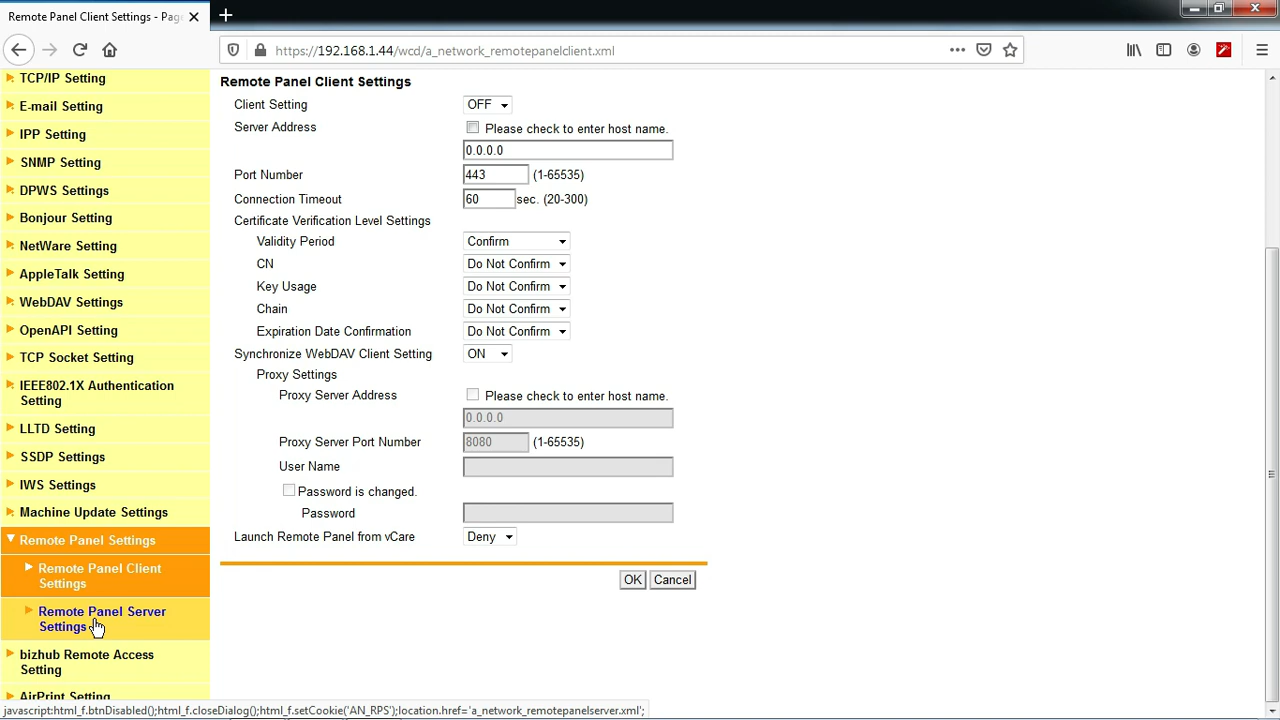 Remote Panel Client Settings - Pag
https://192.168.1.44/wcd/a_network_remotepanelclient.xml
TCP/IP Setting
E-mail Setting
IPP Setting
SNMP Setting
DPWS Settings
Bonjour Setting
NetWare Setting
AppleTalk Setting
WebDAV Settings
OpenAPI Setting
TCP Socket Setting
IEEE802.1X Authentication
Setting
LLTD Setting
SSDP Settings
IWS Settings
Machine Update Settings
Remote Panel Settings
Remote Panel Client
Settings
Remote Panel Server
Settings
bizhub Remote Access
Setting
AirPrint Setting
Remote Panel Client Settings
Client Setting OFF
Server Address Please check to enter host name.
0.0.0.0
Port Number 443 (1-65535)
Connection Timeout 60 sec. (20-300)
Certificate Verification Level Settings
Validity Period Confirm
CN Do Not Confirm
Key Usage Do Not Confirm
Chain Do Not Confirm
Expiration Date Confirmation Do Not Confirm
Synchronize WebDAV Client Setting ON
Proxy Settings
Proxy Server Address Please check to enter host name.
0.0.0.0
Proxy Server Port Number 8080 (1-65535)
User Name
Password is changed.
Password
Launch Remote Panel from vCare Deny
OK Cancel
javascript:html_f.btnDisabled();html_f.closeDialog();html_f.setCookie('AN_RPS');location.href='a_network_remotepanelserver.xml';